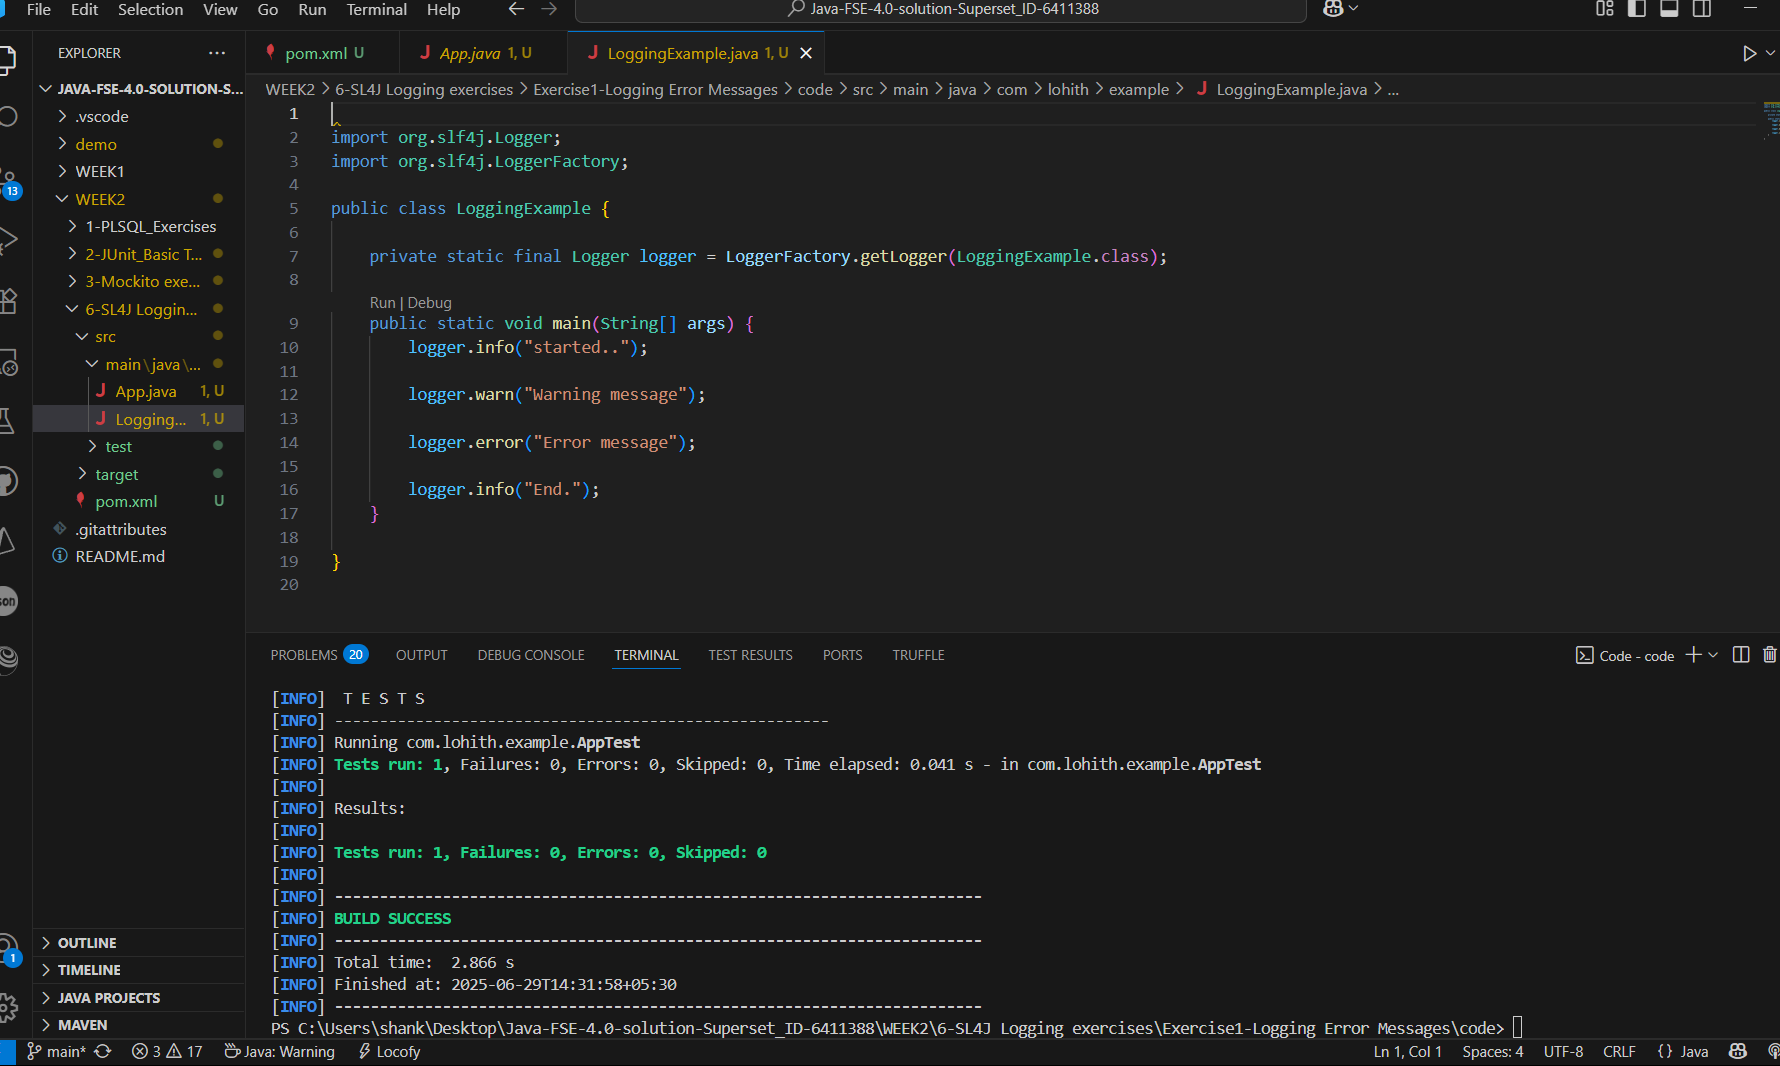 File Edit Selection View Go Run Terminal Help
Java-FSE-4.0-solution-Superset_ID-6411388
EXPLORER
JAVA-FSE-4.0-SOLUTION-S...
.vscode
demo
WEEK1
WEEK2
1-PLSQL_Exercises
2-JUnit_Basic T...
3-Mockito exe...
6-SL4J Loggin...
src
main\java\...
App.java 1, U
Logging... 1, U
test
target
pom.xml U
.gitattributes
README.md
OUTLINE
TIMELINE
JAVA PROJECTS
MAVEN
13
son
1
pom.xml U
App.java 1, U
LoggingExample.java 1, U
WEEK2 > 6-SL4J Logging exercises > Exercise1-Logging Error Messages > code > src > main > java > com > lohith > example > LoggingExample.java > ...
1
2 import org.slf4j.Logger;
3 import org.slf4j.LoggerFactory;
4
5 public class LoggingExample {
6
7 private static final Logger logger = LoggerFactory.getLogger(LoggingExample.class);
8
Run | Debug
9 public static void main(String[] args) {
10 logger.info("started..");
11
12 logger.warn("Warning message");
13
14 logger.error("Error message");
15
16 logger.info("End.");
17 }
18
19 }
20
PROBLEMS 20 OUTPUT DEBUG CONSOLE TERMINAL TEST RESULTS PORTS TRUFFLE
Code - code
[INFO] T E S T S
[INFO] -------------------------------------------------------
[INFO] Running com.lohith.example.AppTest
[INFO] Tests run: 1, Failures: 0, Errors: 0, Skipped: 0, Time elapsed: 0.041 s - in com.lohith.example.AppTest
[INFO]
[INFO] Results:
[INFO]
[INFO] Tests run: 1, Failures: 0, Errors: 0, Skipped: 0
[INFO]
[INFO] ------------------------------------------------------------------------
[INFO] BUILD SUCCESS
[INFO] ------------------------------------------------------------------------
[INFO] Total time:  2.866 s
[INFO] Finished at: 2025-06-29T14:31:58+05:30
[INFO] ------------------------------------------------------------------------
PS C:\Users\shank\Desktop\Java-FSE-4.0-solution-Superset_ID-6411388\WEEK2\6-SL4J Logging exercises\Exercise1-Logging Error Messages\code>
main* 3 17 Java: Warning Locofy
Ln 1, Col 1 Spaces: 4 UTF-8 CRLF {} Java